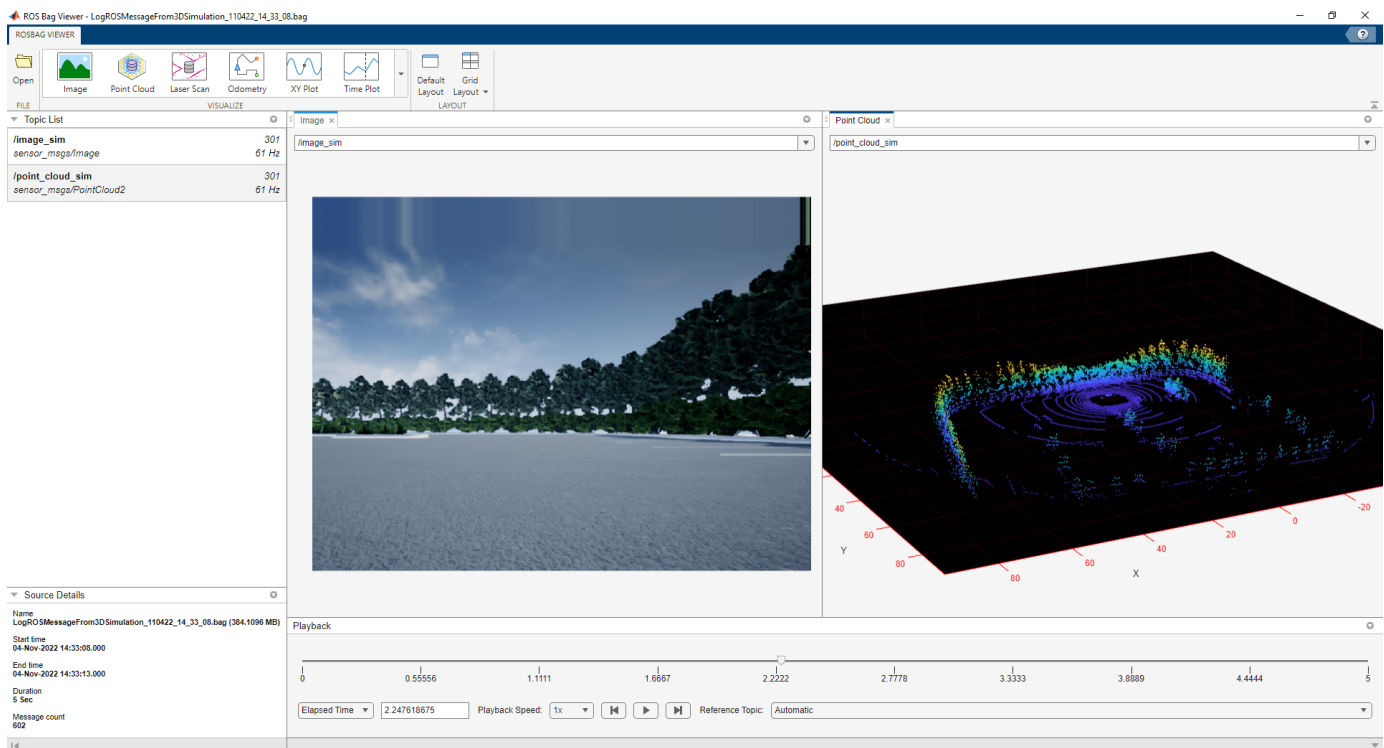 ROS Bag Viewer - LogROSMessageFrom3DSimulation_110422_14_33_08.bag
ROSBAG VIEWER
?
Open
Image
Point Cloud
Laser Scan
Odometry
XY Plot
Time Plot
Default Layout
Grid Layout
FILE
VISUALIZE
LAYOUT
Topic List
/image_sim 301
sensor_msgs/Image 61 Hz
/point_cloud_sim 301
sensor_msgs/PointCloud2 61 Hz
Image
/image_sim
Point Cloud
/point_cloud_sim
40
60
80
Y
80
60
40
20
0
-20
X
Source Details
Name
LogROSMessageFrom3DSimulation_110422_14_33_08.bag (384.1096 MB)
Start time
04-Nov-2022 14:33:08.000
End time
04-Nov-2022 14:33:13.000
Duration
5 Sec
Message count
602
Playback
0 0.55556 1.1111 1.6667 2.2222 2.7778 3.3333 3.8889 4.4444 5
Elapsed Time 2.247618675 Playback Speed: 1x Reference Topic: Automatic